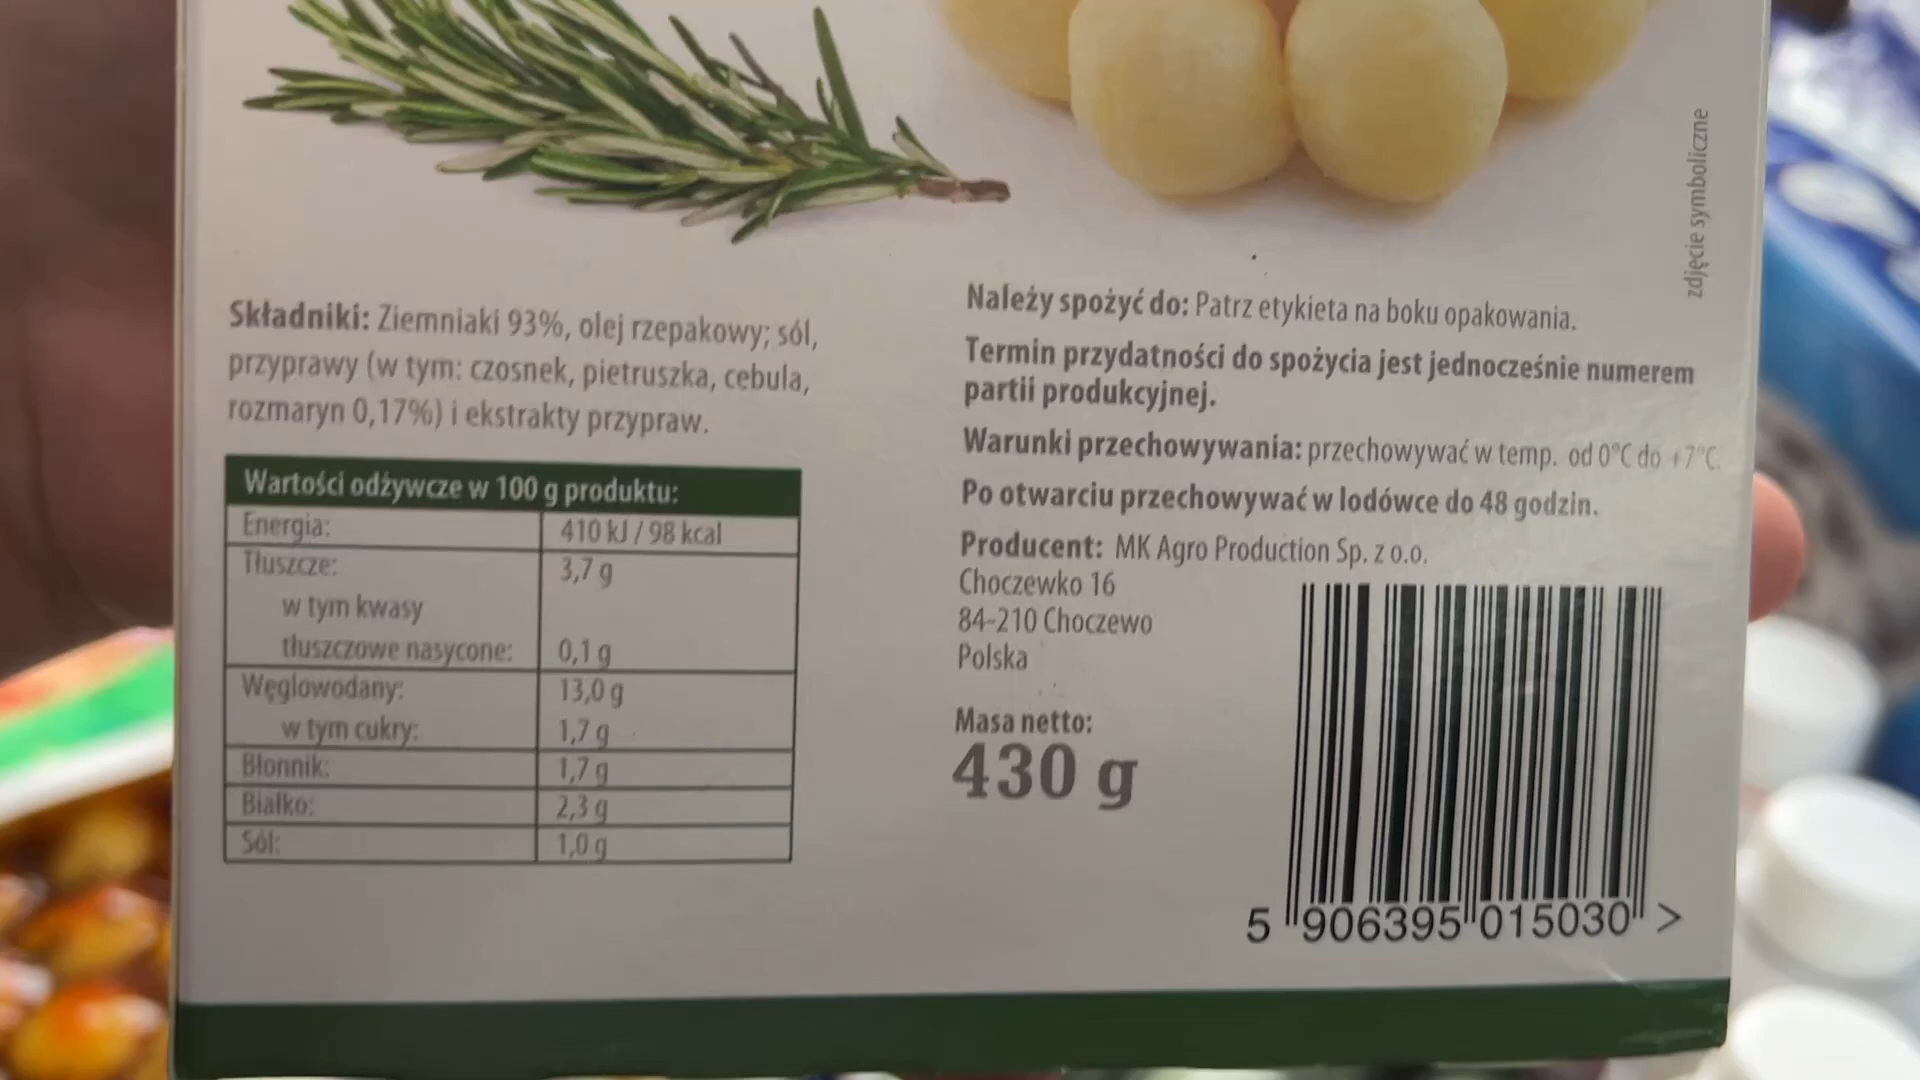 zdjęcie symboliczne
Składniki: Ziemniaki 93%, olej rzepakowy; sól,
przyprawy (w tym: czosnek, pietruszka, cebula,
rozmaryn 0,17%) i ekstrakty przypraw.
Wartości odżywcze w 100 g produktu:
Energia: 410 kJ / 98 kcal
Tłuszcze: 3,7 g
w tym kwasy
tłuszczowe nasycone: 0,1 g
Węglowodany: 13,0 g
w tym cukry: 1,7 g
Błonnik: 1,7 g
Białko: 2,3 g
Sól: 1,0 g
Należy spożyć do: Patrz etykieta na boku opakowania.
Termin przydatności do spożycia jest jednocześnie numerem
partii produkcyjnej.
Warunki przechowywania: przechowywać w temp. od 0°C do +7°C.
Po otwarciu przechowywać w lodówce do 48 godzin.
Producent: MK Agro Production Sp. z o.o.
Choczewko 16
84-210 Choczewo
Polska
Masa netto:
430 g
5 906395 015030 >